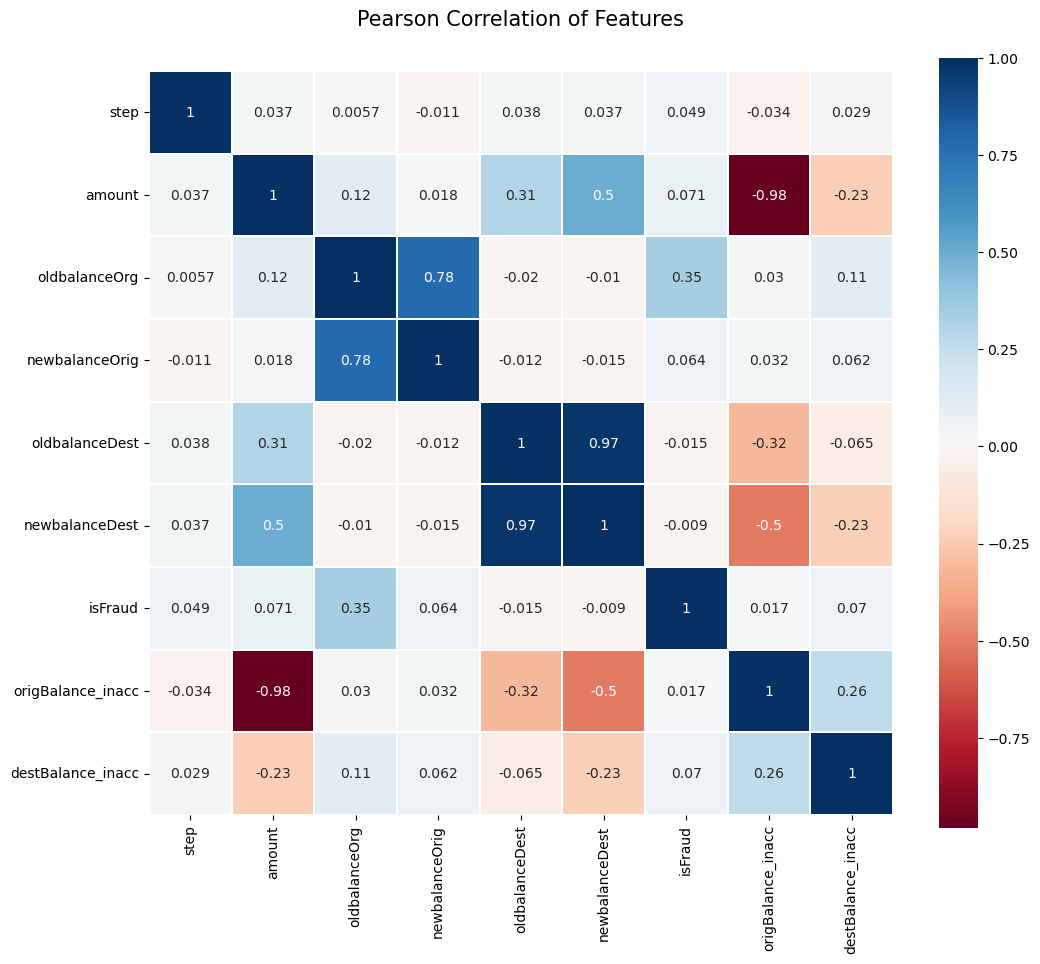 Pearson Correlation of Features
step 1 0.037 0.0057 -0.011 0.038 0.037 0.049 -0.034 0.029
amount 0.037 1 0.12 0.018 0.31 0.5 0.071 -0.98 -0.23
oldbalanceOrg 0.0057 0.12 1 0.78 -0.02 -0.01 0.35 0.03 0.11
newbalanceOrig -0.011 0.018 0.78 1 -0.012 -0.015 0.064 0.032 0.062
oldbalanceDest 0.038 0.31 -0.02 -0.012 1 0.97 -0.015 -0.32 -0.065
newbalanceDest 0.037 0.5 -0.01 -0.015 0.97 1 -0.009 -0.5 -0.23
isFraud 0.049 0.071 0.35 0.064 -0.015 -0.009 1 0.017 0.07
origBalance_inacc -0.034 -0.98 0.03 0.032 -0.32 -0.5 0.017 1 0.26
destBalance_inacc 0.029 -0.23 0.11 0.062 -0.065 -0.23 0.07 0.26 1
step
amount
oldbalanceOrg
newbalanceOrig
oldbalanceDest
newbalanceDest
isFraud
origBalance_inacc
destBalance_inacc
1.00
0.75
0.50
0.25
0.00
−0.25
−0.50
−0.75